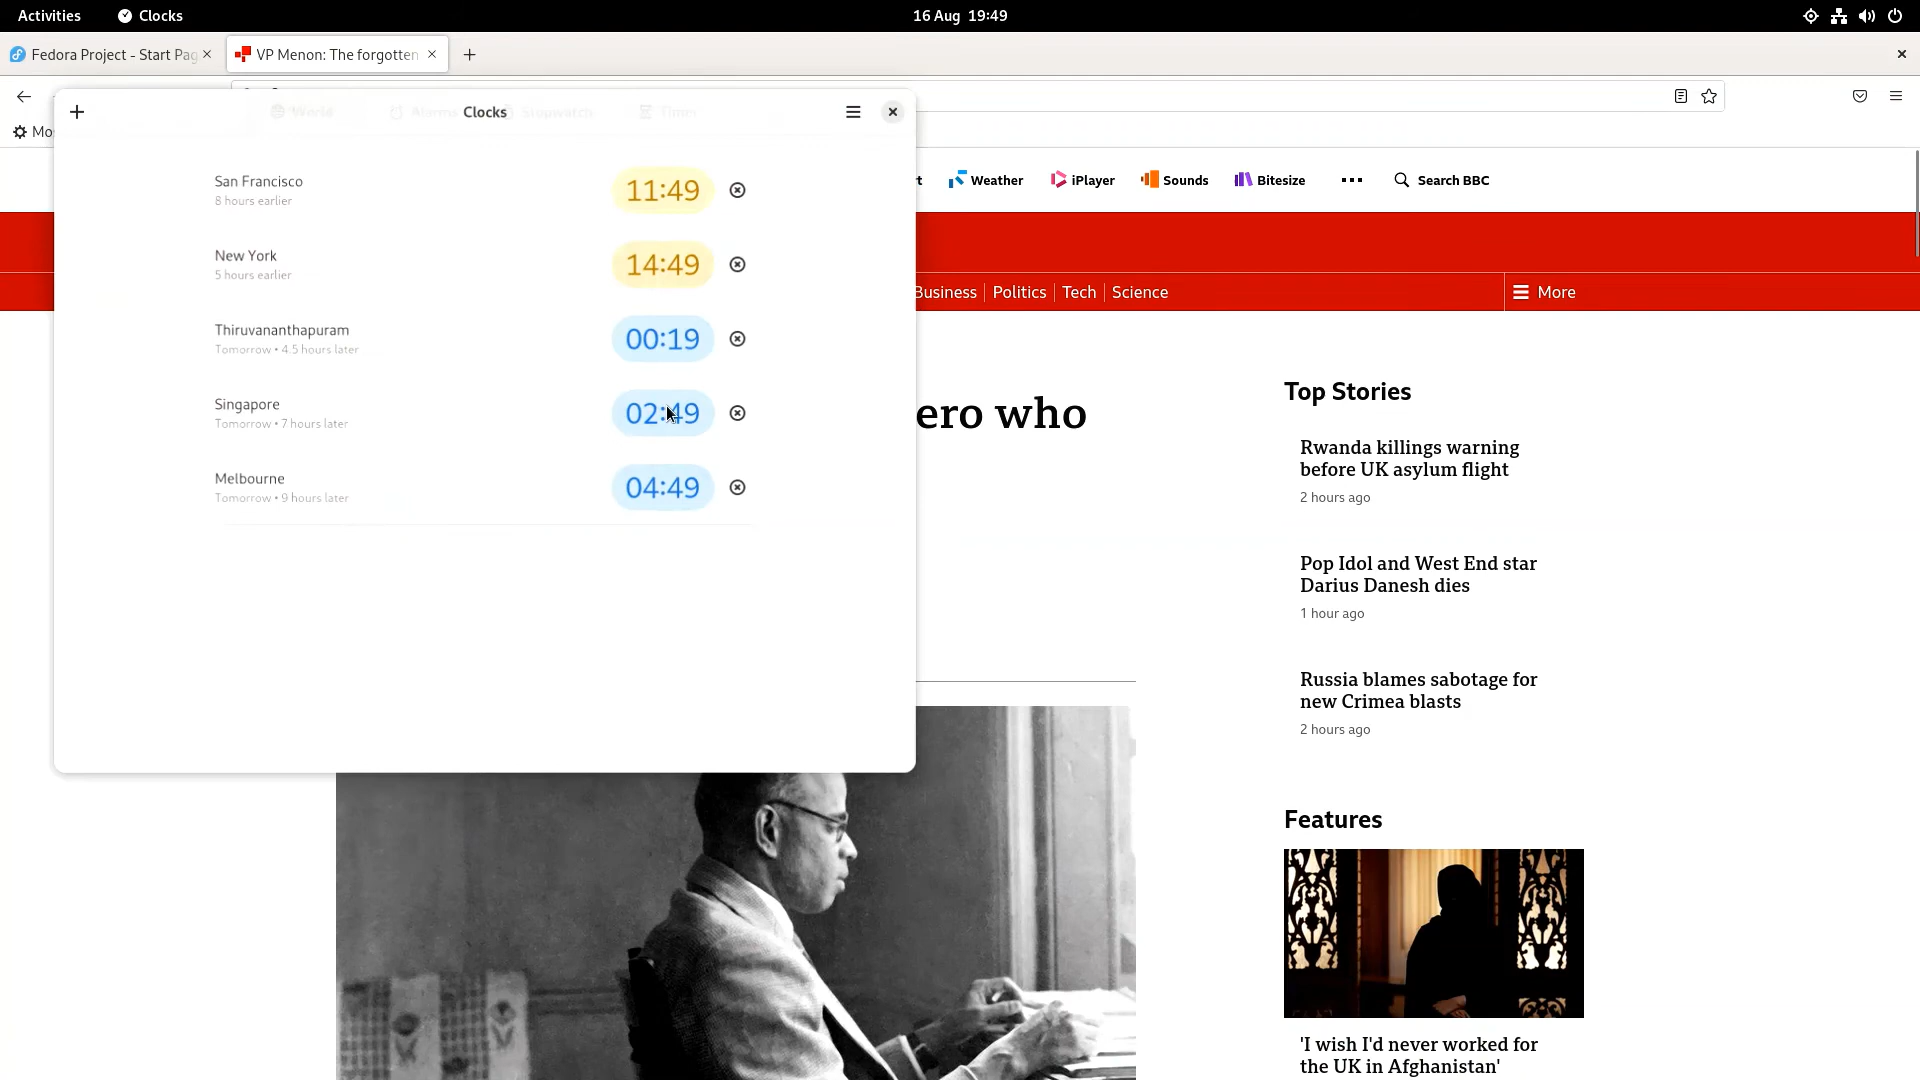 Activities
Clocks
16 Aug 19:49
Fedora Project - Start Pag
VP Menon: The forgotten
World
Alarms
Clocks
Stopwatch
Mo
San Francisco
8 hours earlier
11:49
New York
5 hours earlier
14:49
Thiruvananthapuram
Tomorrow • 4.5 hours later
00:19
Singapore
Tomorrow • 7 hours later
02:49
Melbourne
Tomorrow • 9 hours later
04:49
rt
Weather
iPlayer
Sounds
Bitesize
Search BBC
Business
Politics
Tech
Science
More
ero who
Top Stories
Rwanda killings warning
before UK asylum flight
2 hours ago
Pop Idol and West End star
Darius Danesh dies
1 hour ago
Russia blames sabotage for
new Crimea blasts
2 hours ago
Features
'I wish I'd never worked for
the UK in Afghanistan'